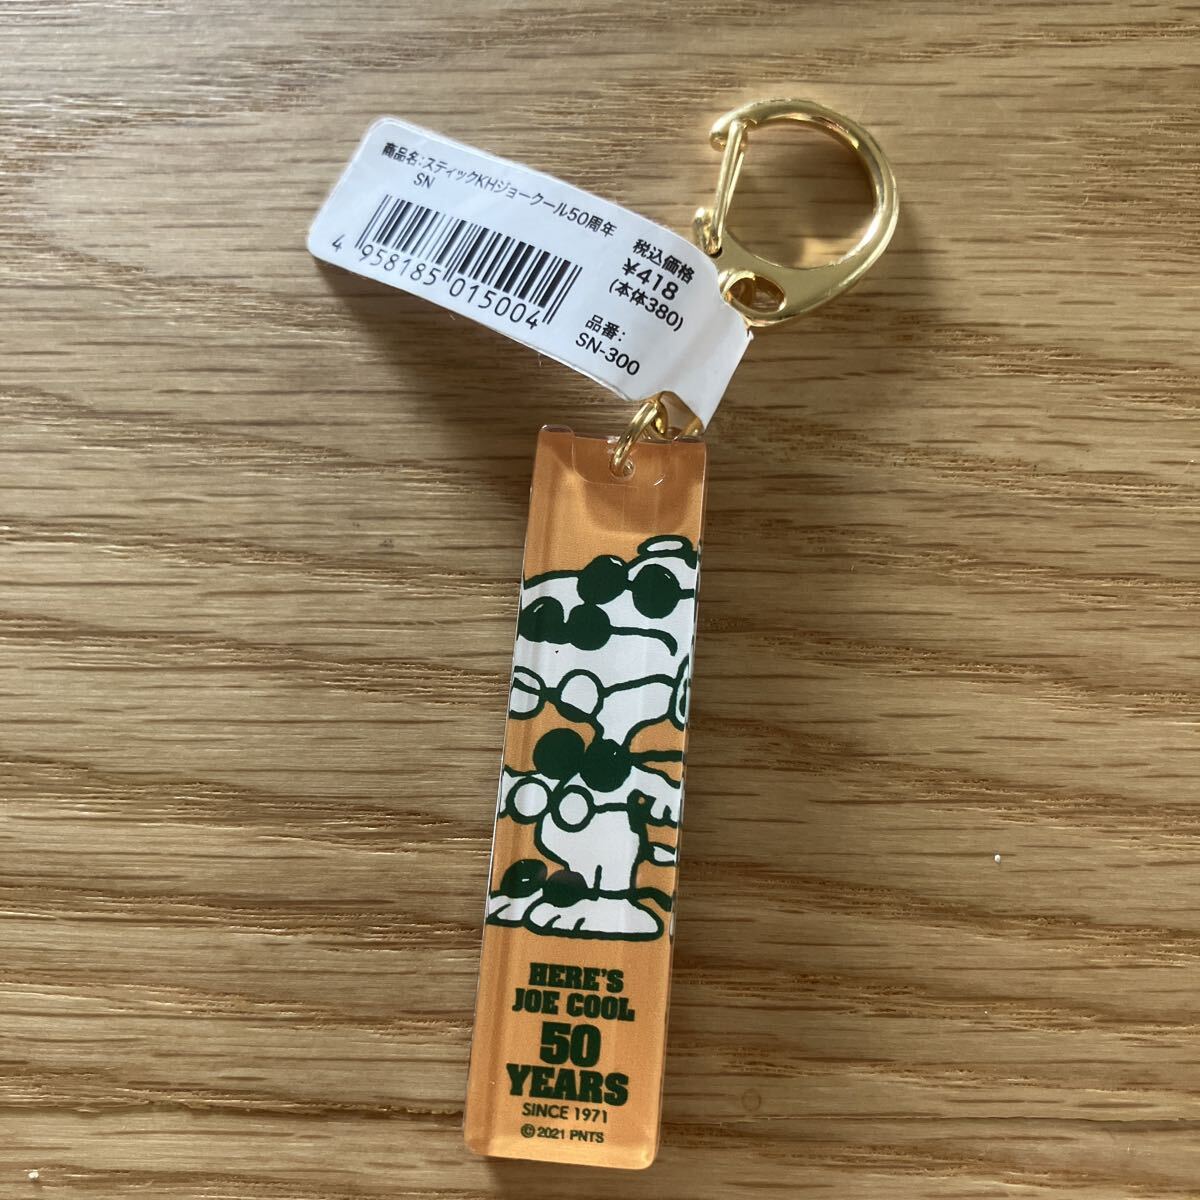 商品名:スティックKHジョークール50周年
SN
4 958185 015004
税込価格
¥418
(本体380)
品番:
SN-300
HERE'S
JOE COOL
50
YEARS
SINCE 1971
©2021 PNTS